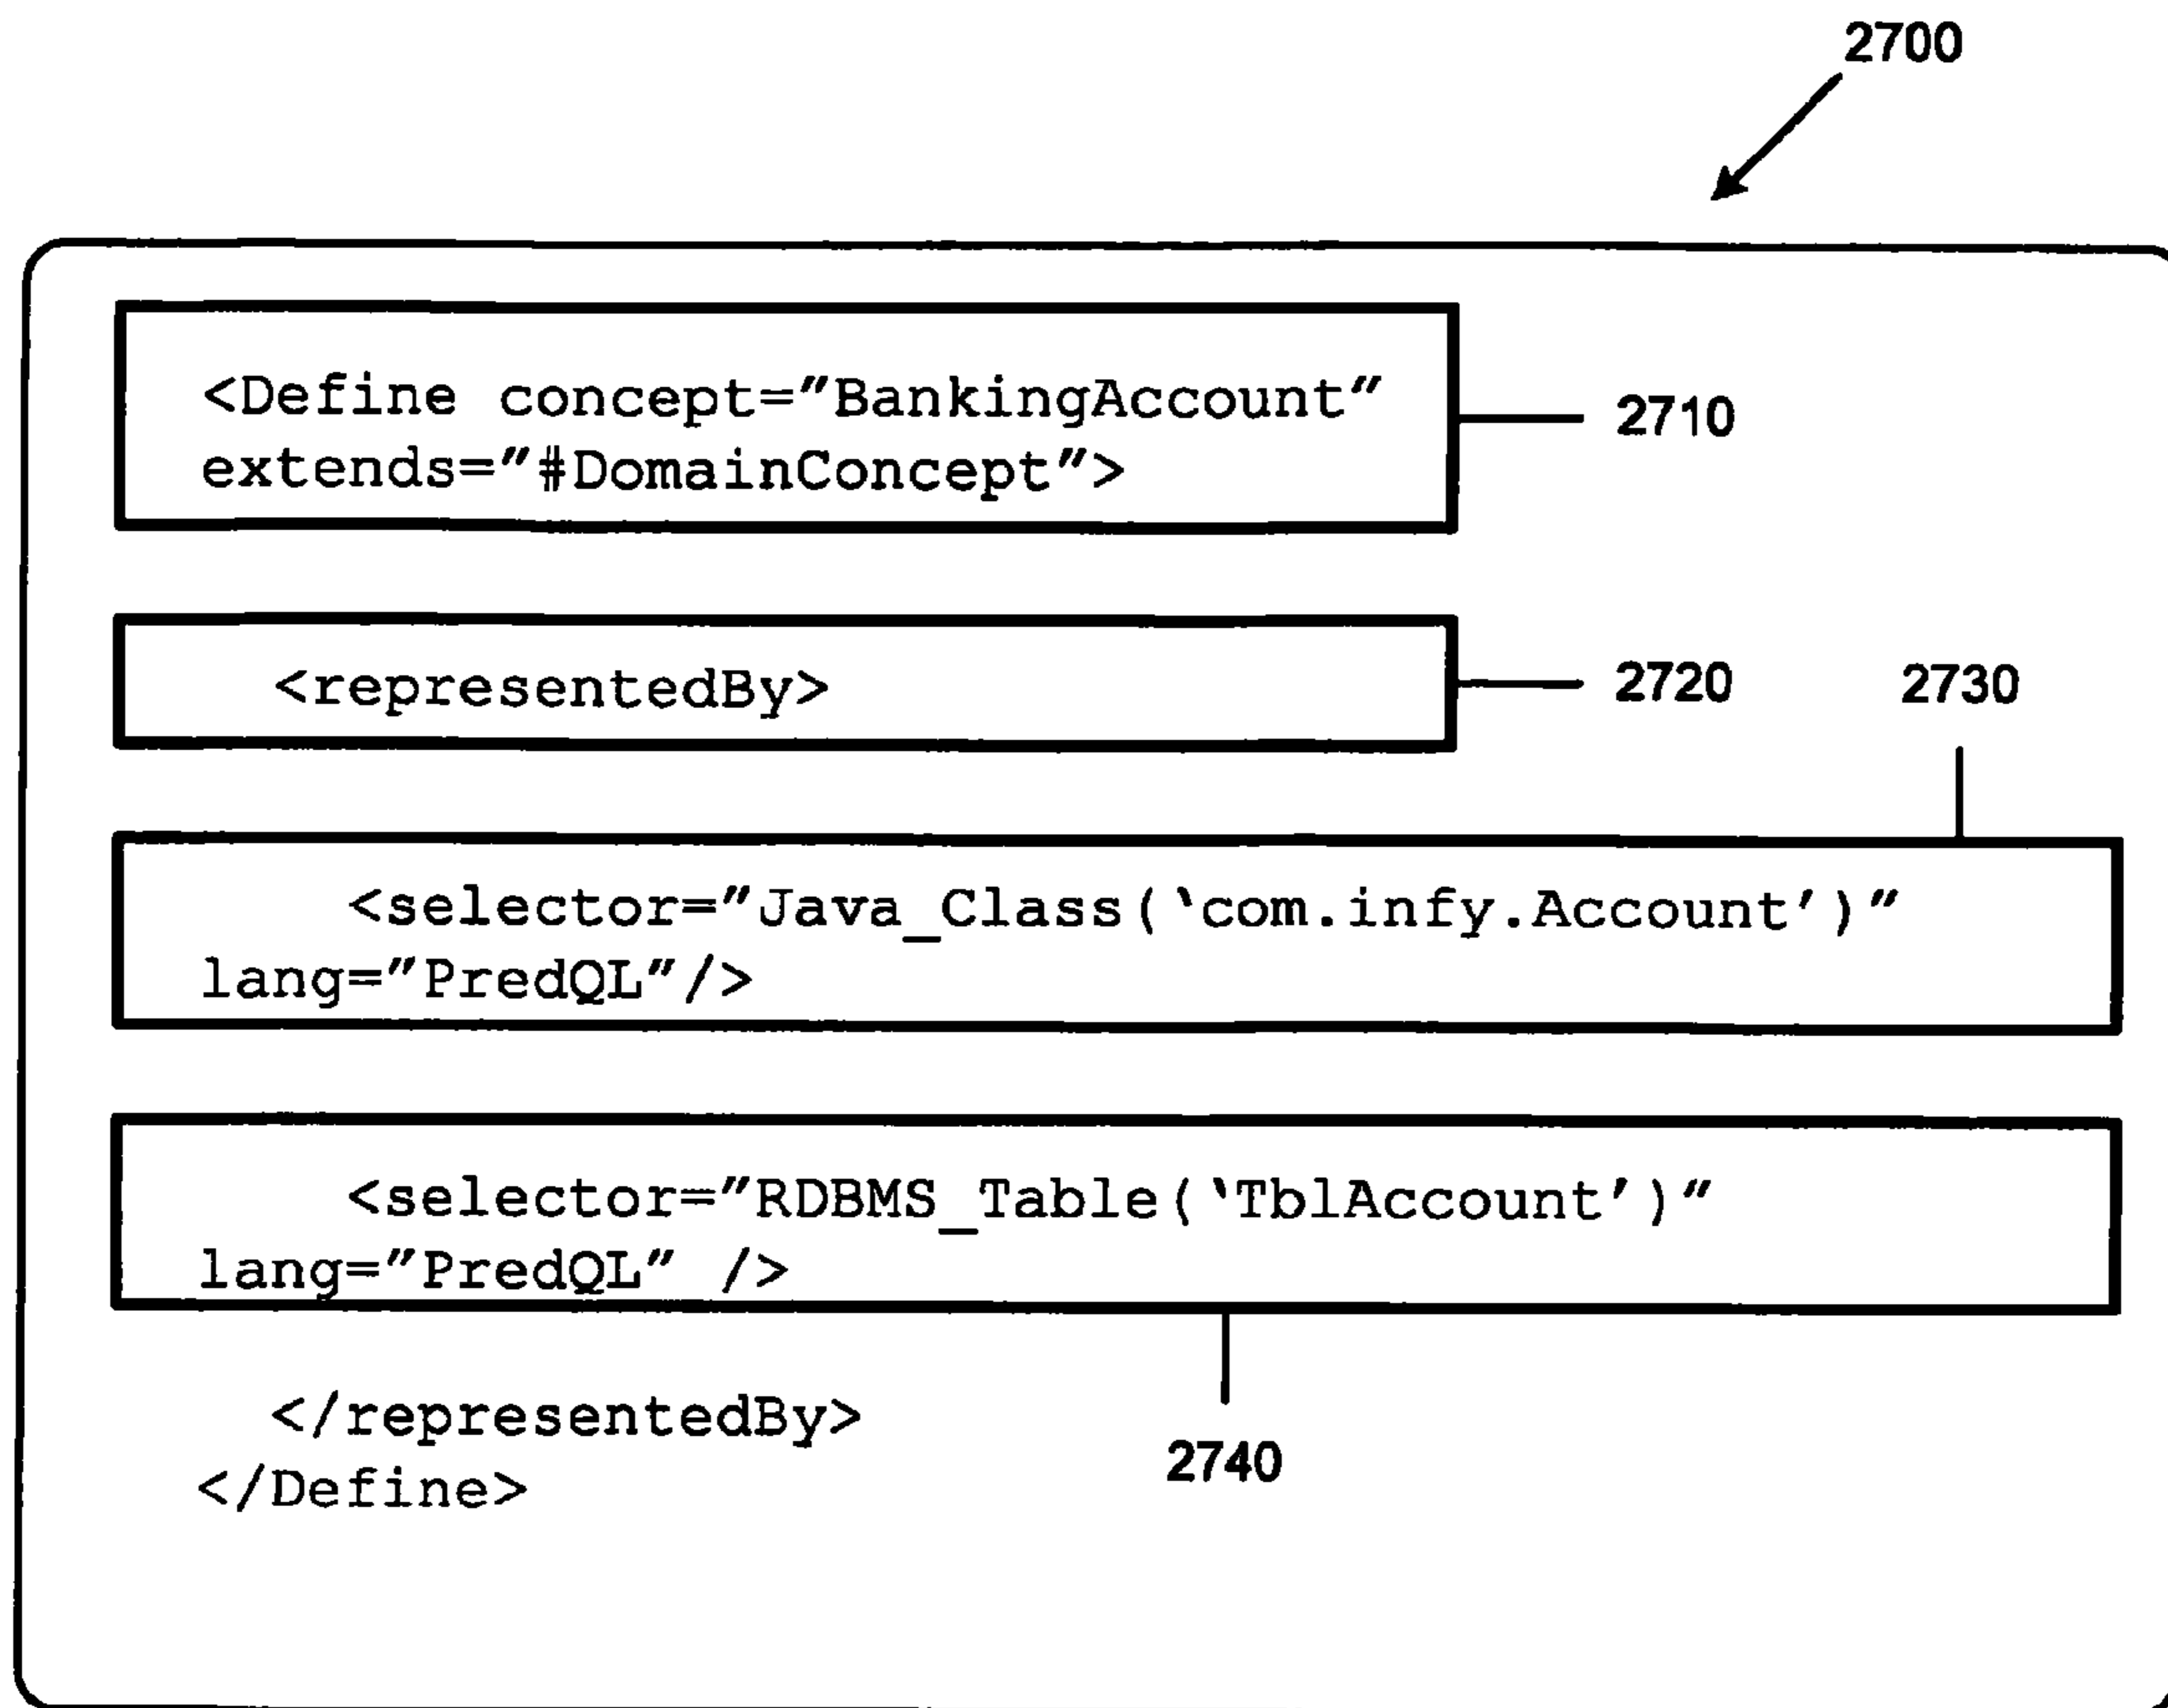 2700
<Define concept=”BankingAccount”
extends=”#DomainConcept”>
2710
<representedBy>
2720
2730
<selector=”Java_Class(‘com.infy.Account’)”
lang=”PredQL”/>
<selector=”RDBMS_Table(‘TblAccount’)”
lang=”PredQL” />
</representedBy>
2740
</Define>